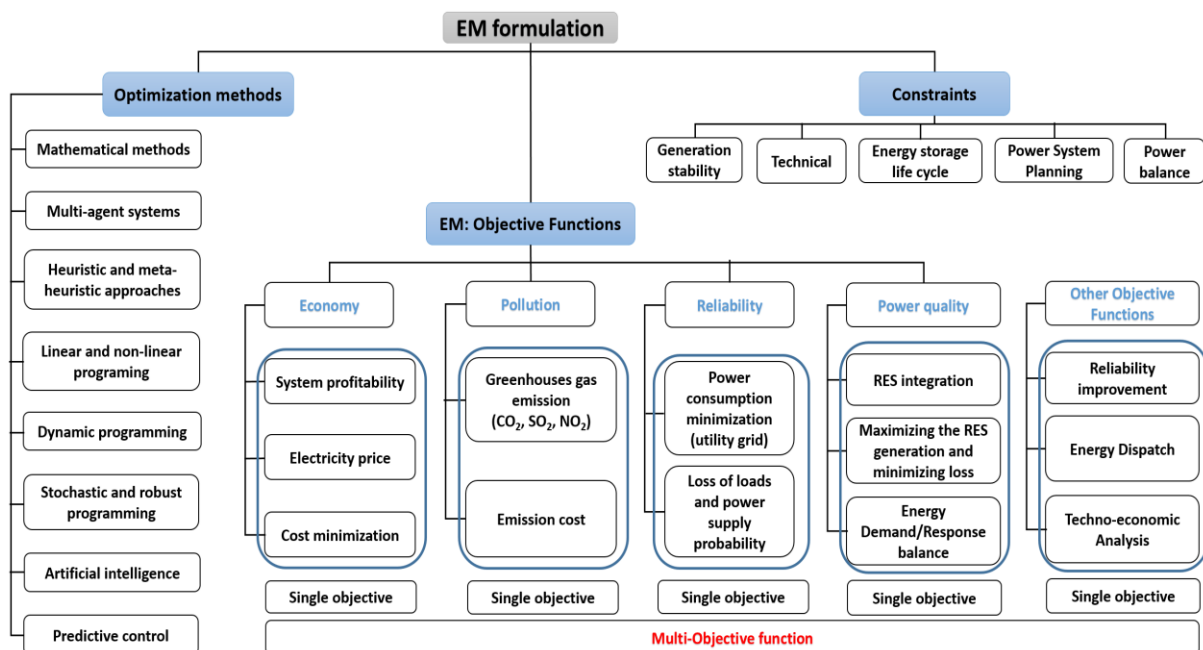 EM formulation
Optimization methods
Mathematical methods
Multi-agent systems
Heuristic and meta-
heuristic approaches
Linear and non-linear
programing
Dynamic programming
Stochastic and robust
programming
Artificial intelligence
Predictive control
Constraints
Generation
stability
Technical
Energy storage
life cycle
Power System
Planning
Power
balance
EM: Objective Functions
Economy
System profitability
Electricity price
Cost minimization
Single objective
Pollution
Greenhouses gas
emission
(CO₂, SO₂, NO₂)
Emission cost
Single objective
Reliability
Power
consumption
minimization
(utility grid)
Loss of loads
and power
supply
probability
Single objective
Power quality
RES integration
Maximizing the RES
generation and
minimizing loss
Energy
Demand/Response
balance
Single objective
Other Objective
Functions
Reliability
improvement
Energy Dispatch
Techno-economic
Analysis
Single objective
Multi-Objective function